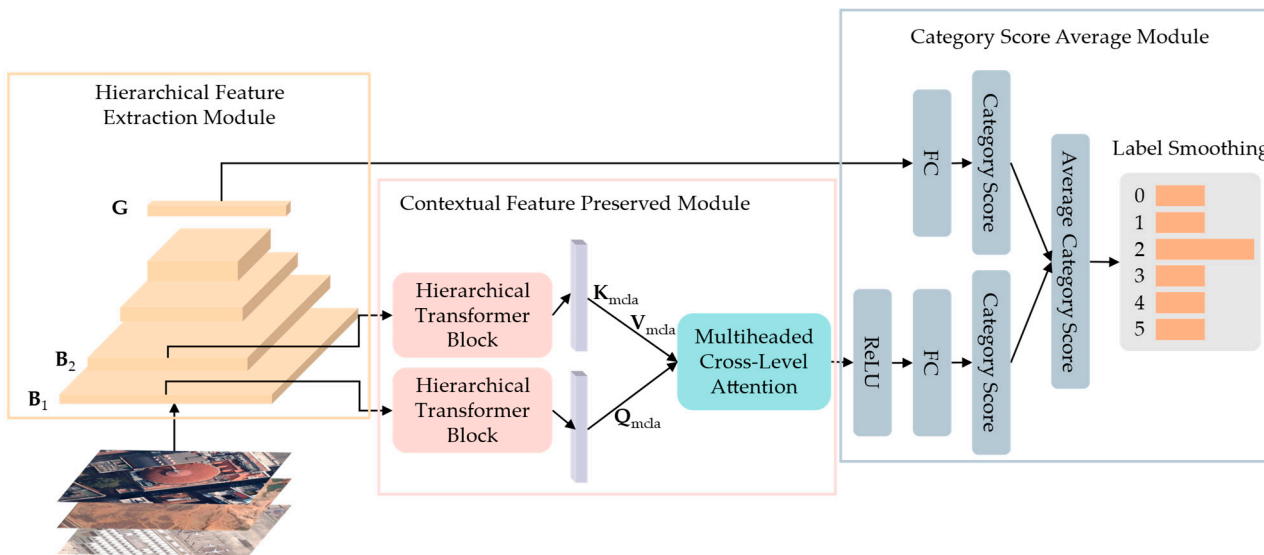 Hierarchical Feature
Extraction Module
G
B2
B1
Contextual Feature Preserved Module
Hierarchical
Transformer
Block
Hierarchical
Transformer
Block
Kmcla
Vmcla
Qmcla
Multiheaded
Cross-Level
Attention
Category Score Average Module
FC
Category Score
ReLU
FC
Category Score
Average Category Score
Label Smoothing
0
1
2
3
4
5